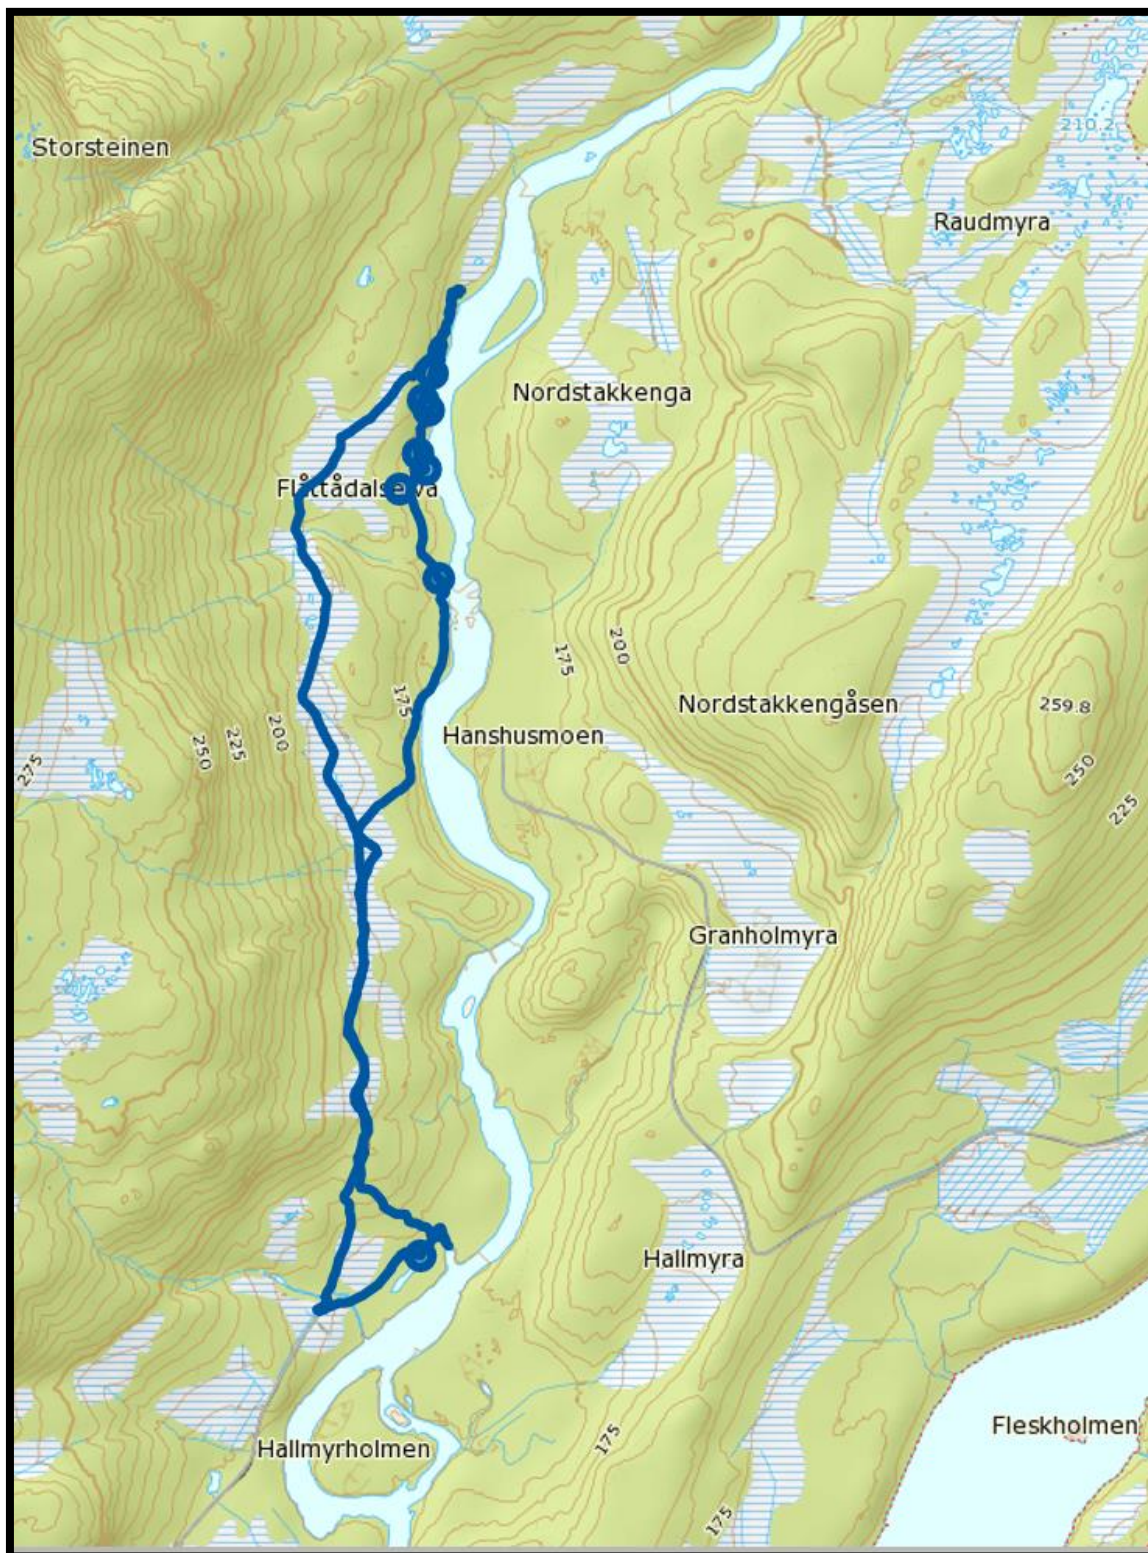 210.2
Storsteinen
Raudmyra
Nordstakkenga
Flåttådalselva
175
200
175
Nordstakkengåsen
259.8
200
225
250
Hanshusmoen
275
250
225
Granholmyra
Hallmyra
Fleskholmen
175
Hallmyrholmen
175